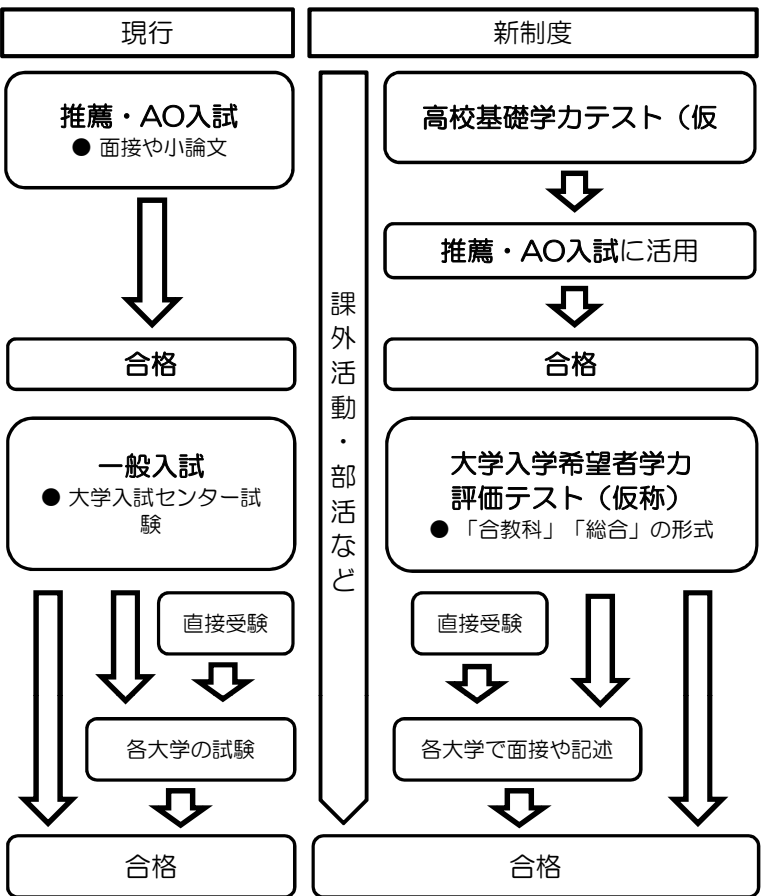 現行
推薦・AO入試
● 面接や小論文
合格
一般入試
● 大学入試センター試
験
直接受験
各大学の試験
合格
新制度
課外活動・部活など
高校基礎学力テスト（仮
推薦・AO入試に活用
合格
大学入学希望者学力
評価テスト（仮称）
● 「合教科」「総合」の形式
直接受験
各大学で面接や記述
合格